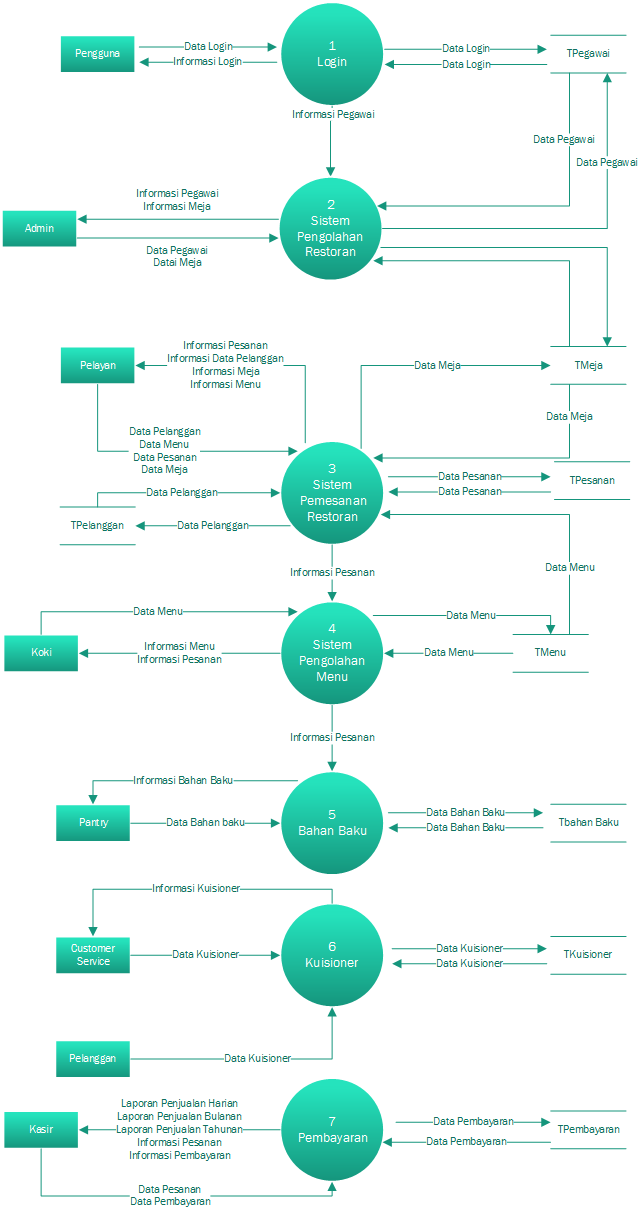 Pengguna
Data Login
Informasi Login
1
Login
Data Login
Data Login
TPegawai
Informasi Pegawai
Data Pegawai
Data Pegawai
Admin
Informasi Pegawai
Informasi Meja
Data Pegawai
Datai Meja
2
Sistem
Pengolahan
Restoran
Pelayan
Informasi Pesanan
Informasi Data Pelanggan
Informasi Meja
Informasi Menu
Data Meja
TMeja
Data Meja
Data Pelanggan
Data Menu
Data Pesanan
Data Meja
3
Sistem
Pemesanan
Restoran
Data Pesanan
Data Pesanan
TPesanan
Data Pelanggan
TPelanggan
Data Pelanggan
Informasi Pesanan
Data Menu
Koki
Data Menu
Informasi Menu
Informasi Pesanan
4
Sistem
Pengolahan
Menu
Data Menu
Data Menu
TMenu
Informasi Pesanan
Informasi Bahan Baku
Pantry
Data Bahan baku
5
Bahan Baku
Data Bahan Baku
Data Bahan Baku
Tbahan Baku
Informasi Kuisioner
Customer
Service
Data Kuisioner
6
Kuisioner
Data Kuisioner
Data Kuisioner
TKuisioner
Pelanggan
Data Kuisioner
Kasir
Laporan Penjualan Harian
Laporan Penjualan Bulanan
Laporan Penjualan Tahunan
Informasi Pesanan
Informasi Pembayaran
7
Pembayaran
Data Pembayaran
Data Pembayaran
TPembayaran
Data Pesanan
Data Pembayaran